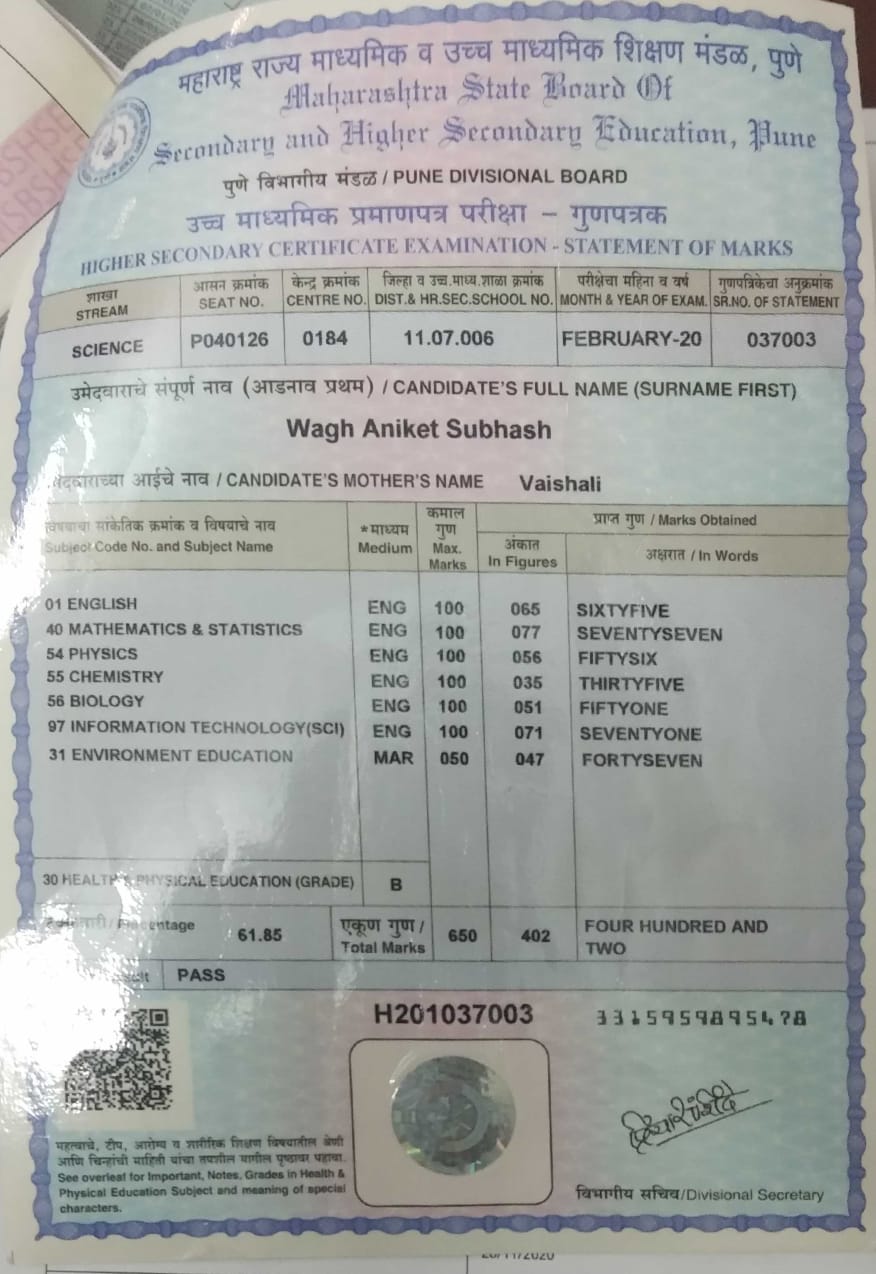 महाराष्ट्र राज्य माध्यमिक व उच्च माध्यमिक शिक्षण मंडळ, पुणे
Maharashtra State Board Of
Secondary and Higher Secondary Education, Pune
पुणे विभागीय मंडळ / PUNE DIVISIONAL BOARD
उच्च माध्यमिक प्रमाणपत्र परीक्षा – गुणपत्रक
HIGHER SECONDARY CERTIFICATE EXAMINATION - STATEMENT OF MARKS
शाखा आसन क्रमांक केन्द्र क्रमांक जिल्हा व उच्च.माध्य.शाळा क्रमांक परीक्षेचा महिना व वर्ष गुणपत्रिकेचा अनुक्रमांक
STREAM SEAT NO. CENTRE NO. DIST.& HR.SEC.SCHOOL NO. MONTH & YEAR OF EXAM. SR.NO. OF STATEMENT
SCIENCE P040126 0184 11.07.006 FEBRUARY-20 037003
उमेदवाराचे संपूर्ण नाव (आडनाव प्रथम) / CANDIDATE'S FULL NAME (SURNAME FIRST)
Wagh Aniket Subhash
आईचे नाव / CANDIDATE'S MOTHER'S NAME Vaishali
विषयाचा सांकेतिक क्रमांक व विषयाचे नाव *माध्यम कमाल गुण प्राप्त गुण / Marks Obtained
Subject Code No. and Subject Name Medium Max. Marks अंकात In Figures अक्षरात / In Words
01 ENGLISH ENG 100 065 SIXTYFIVE
40 MATHEMATICS & STATISTICS ENG 100 077 SEVENTYSEVEN
54 PHYSICS ENG 100 056 FIFTYSIX
55 CHEMISTRY ENG 100 035 THIRTYFIVE
56 BIOLOGY ENG 100 051 FIFTYONE
97 INFORMATION TECHNOLOGY(SCI) ENG 100 071 SEVENTYONE
31 ENVIRONMENT EDUCATION MAR 050 047 FORTYSEVEN
30 HEALTH & PHYSICAL EDUCATION (GRADE) B
Percentage 61.85 एकूण गुण / Total Marks 650 402 FOUR HUNDRED AND
TWO
PASS
H201037003 3315959895478
महत्वाचे, टीप, आरोग्य व शारीरिक शिक्षण विषयातील श्रेणी
आणि चिन्हांची माहिती यांचा तपशील मागील पृष्ठावर पहावा.
See overleaf for Important, Notes, Grades in Health &
Physical Education Subject and meaning of special
characters.
विभागीय सचिव/Divisional Secretary